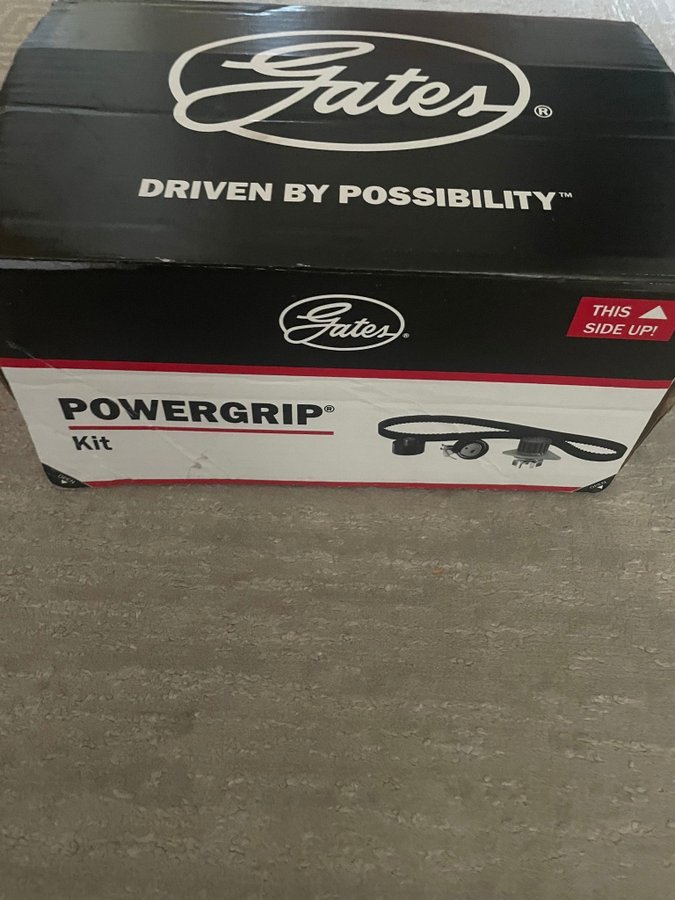 Gates®
DRIVEN BY POSSIBILITY™
Gates®
THIS
SIDE UP!
POWERGRIP®
Kit